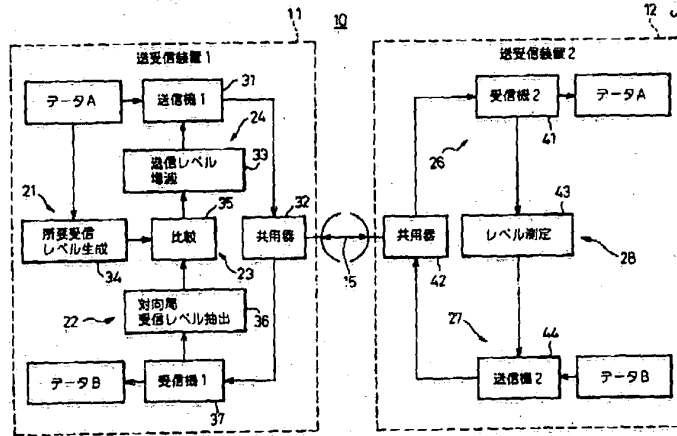 11
10
12
送受信装置1
送受信装置2
データA
送信機1
31
24
送信レベル
増減
33
21
所要受信
レベル生成
34
35
比較
23
32
共用器
22
対向局
受信レベル抽出
36
データB
受信機1
37
15
受信機2
41
データA
26
43
レベル測定
28
共用器
42
27
44
送信機2
データB